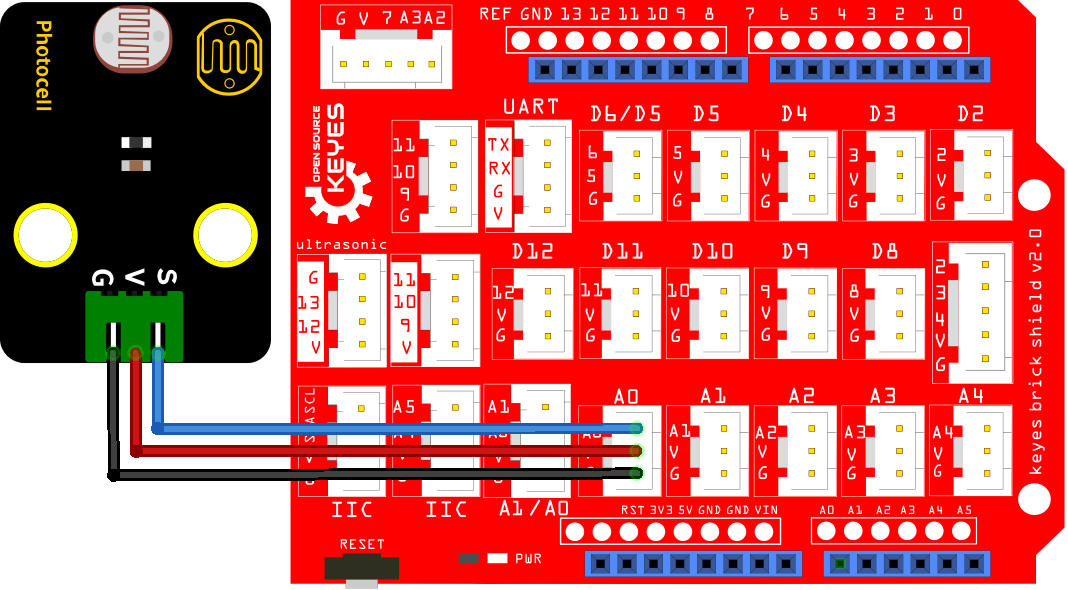 Photocell
G V S
G V 7 A3A2
REF GND 13 12 11 10 9 8
7 6 5 4 3 2 1 0
OPEN SOURCE
KEYES
11
10
9
G
UART
TX
RX
G
V
D6/D5
6
5
G
D5
5
V
G
D4
4
V
G
D3
3
V
G
D2
2
V
G
ultrasonic
G
13
12
V
11
10
9
V
D12
12
V
G
D11
11
V
G
D10
10
V
G
D9
9
V
G
D8
8
V
G
2
3
4
V
G
keyes brick shield v2.0
SCL
IIC
A5
IIC
A1
A1/A0
A0
A1
A1
V
G
A2
A2
V
G
A3
A3
V
G
A4
A4
V
G
RST 3V3 5V GND GND VIN
A0 A1 A2 A3 A4 A5
RESET
PWR